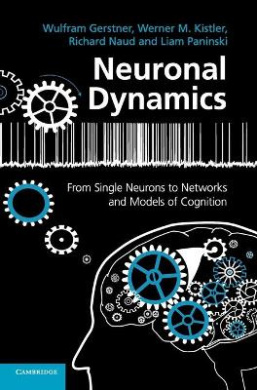 Wulfram Gerstner, Werner M. Kistler,
Richard Naud and Liam Paninski
Neuronal
Dynamics
From Single Neurons to Networks
and Models of Cognition
CAMBRIDGE